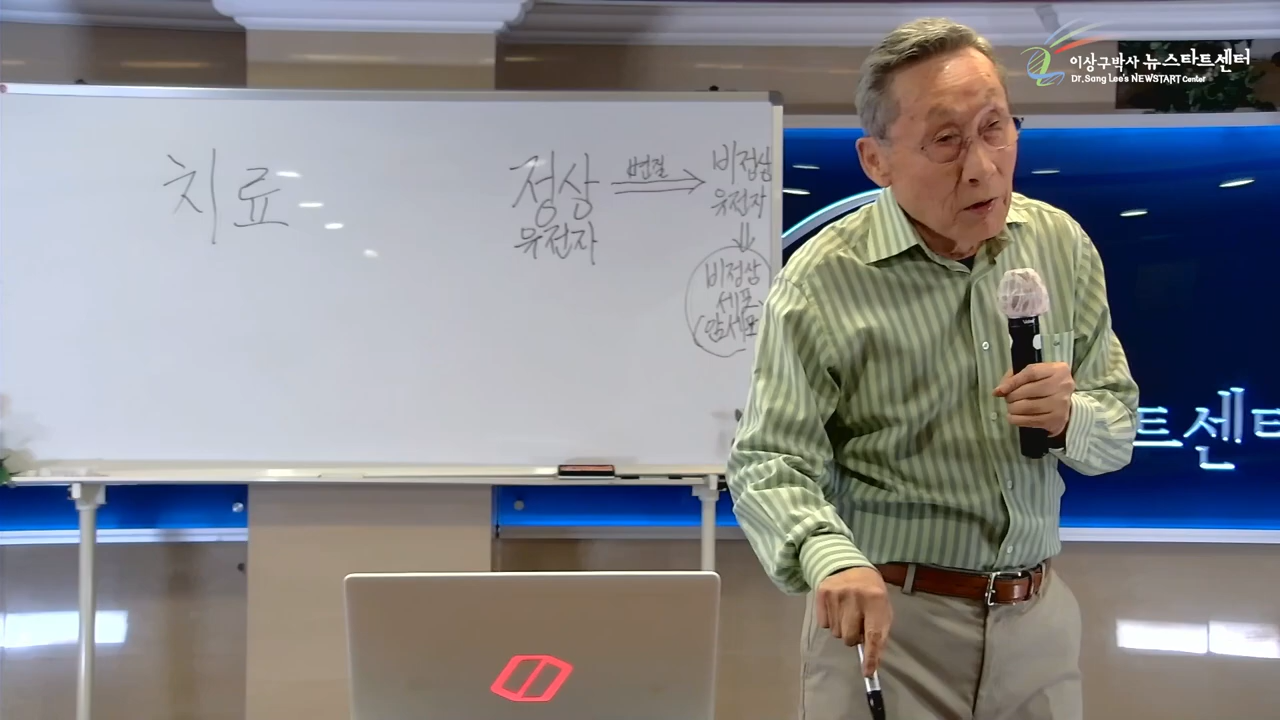 이상구박사 뉴스타트센터
Dr. Sang Lee's NEWSTART Center
치료
정상
유전자
변질
비정상
유전자
비정상
세포
(암세포
트센터